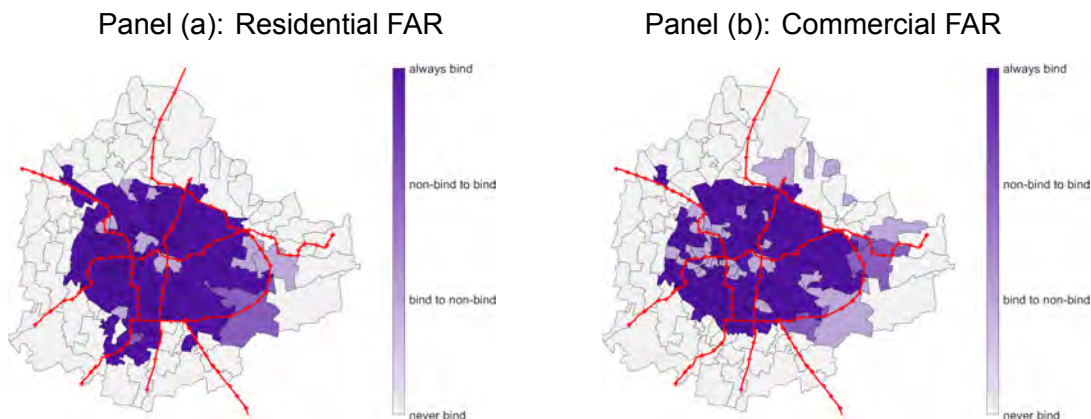 Panel (a): Residential FAR
always bind
non-bind to bind
bind to non-bind
never bind
Panel (b): Commercial FAR
always bind
non-bind to bind
bind to non-bind
never bind